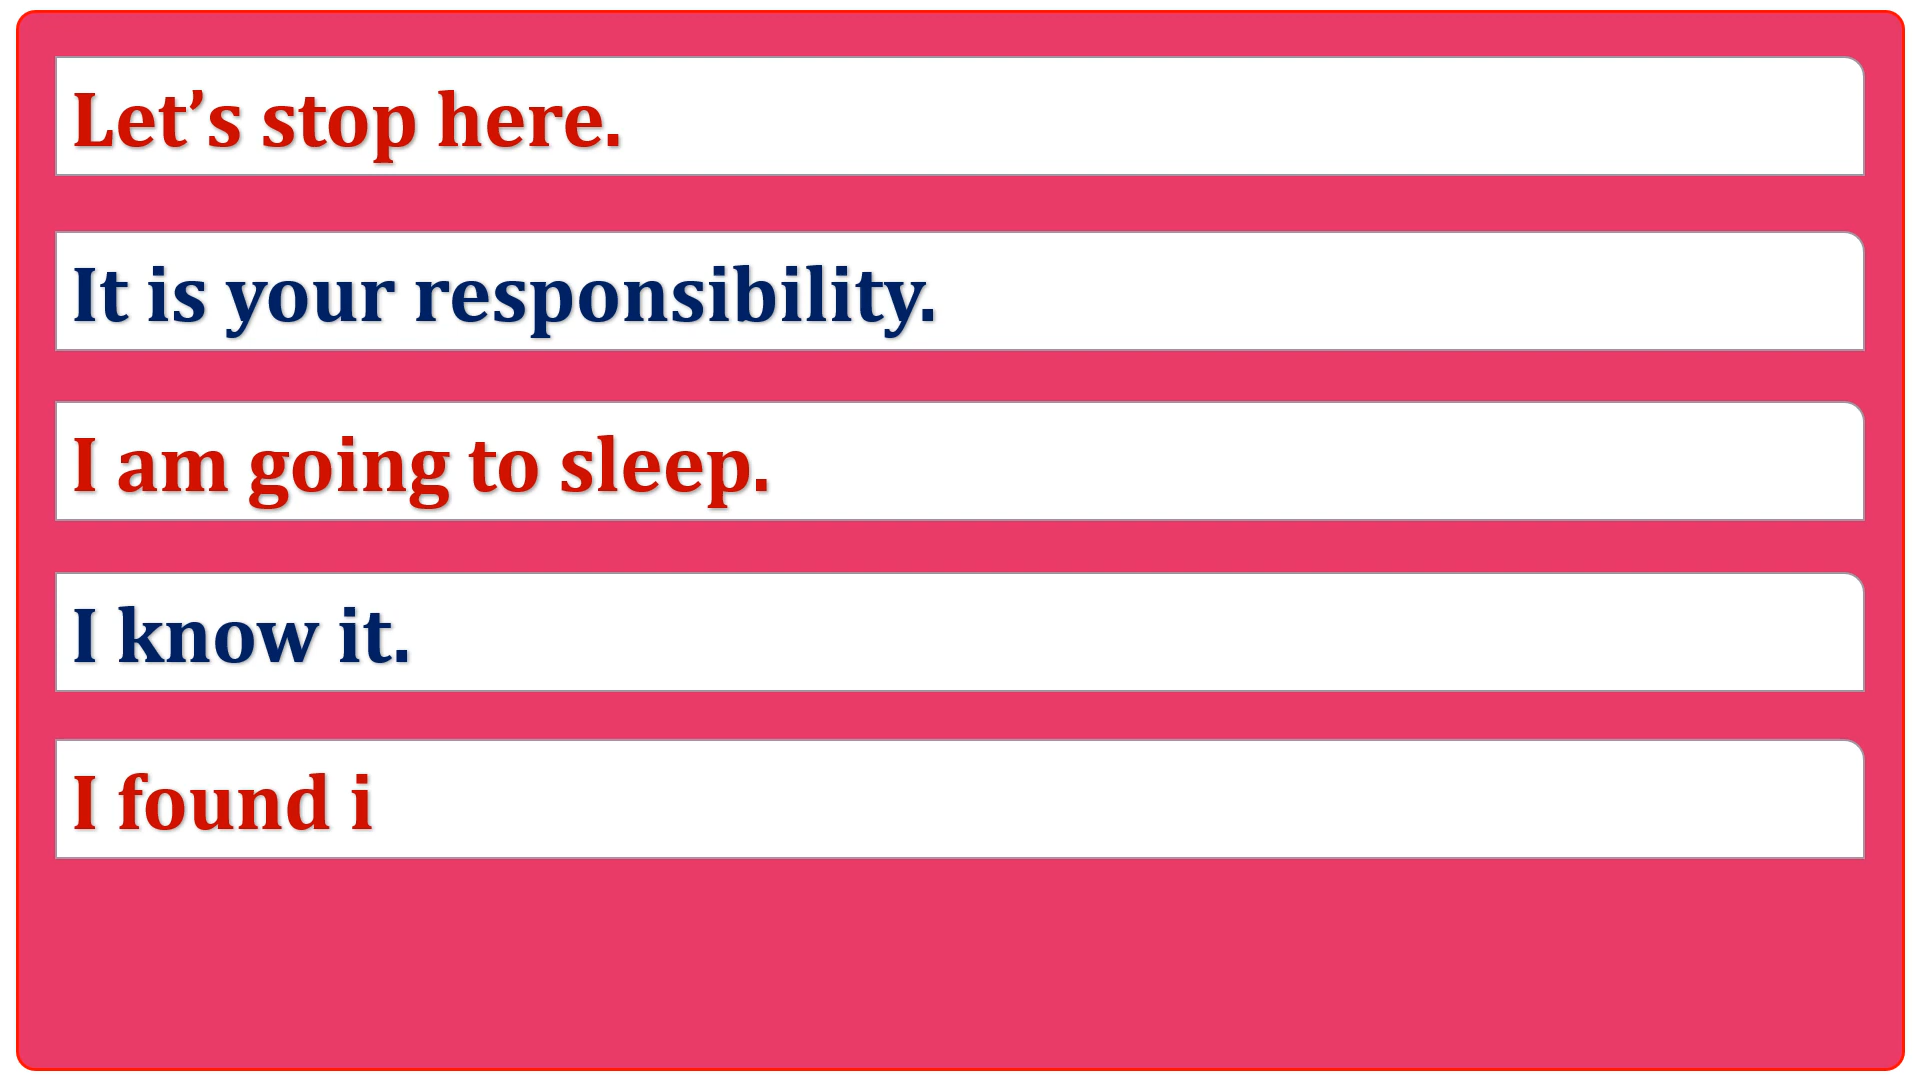 Let’s stop here.
It is your responsibility.
I am going to sleep.
I know it.
I found i